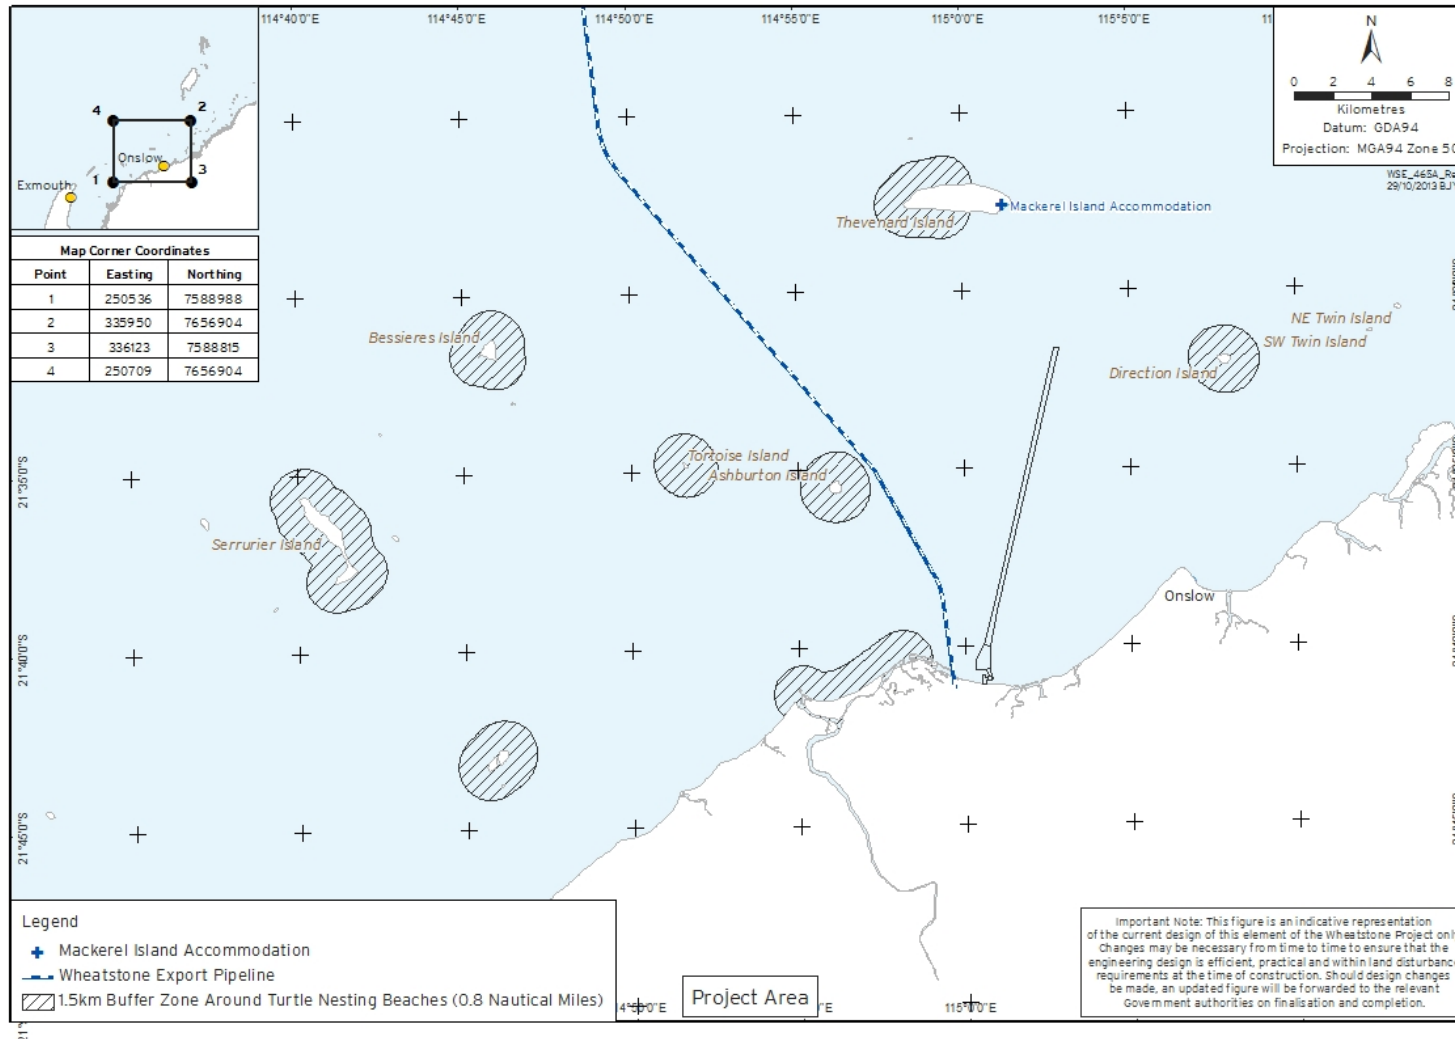 114°40'0"E
114°45'0"E
114°50'0"E
114°55'0"E
115°0'0"E
115°5'0"E
N
0 2 4 6 8
Kilometres
Datum: GDA94
Projection: MGA94 Zone 50
WSE_465A_Re
29/10/2013 BJY
4
2
Onslow
Exmouth
1
3
Map Corner Coordinates
Point Easting Northing
1 250536 7588988
2 335950 7656904
3 336123 7588815
4 250709 7656904
Mackerel Island Accommodation
Thevenard Island
Bessieres Island
NE Twin Island
SW Twin Island
Direction Island
Tortoise Island
Ashburton Island
21°35'0"S
Serrurier Island
Onslow
21°40'0"S
21°45'0"S
Legend
Mackerel Island Accommodation
Wheatstone Export Pipeline
1.5km Buffer Zone Around Turtle Nesting Beaches (0.8 Nautical Miles)
Project Area
115°0'0"E
Important Note: This figure is an indicative representation
of the current design of this element of the Wheatstone Project only
Changes may be necessary from time to time to ensure that the
engineering design is efficient, practical and within land disturbance
requirements at the time of construction. Should design changes
be made, an updated figure will be forwarded to the relevant
Government authorities on finalisation and completion.